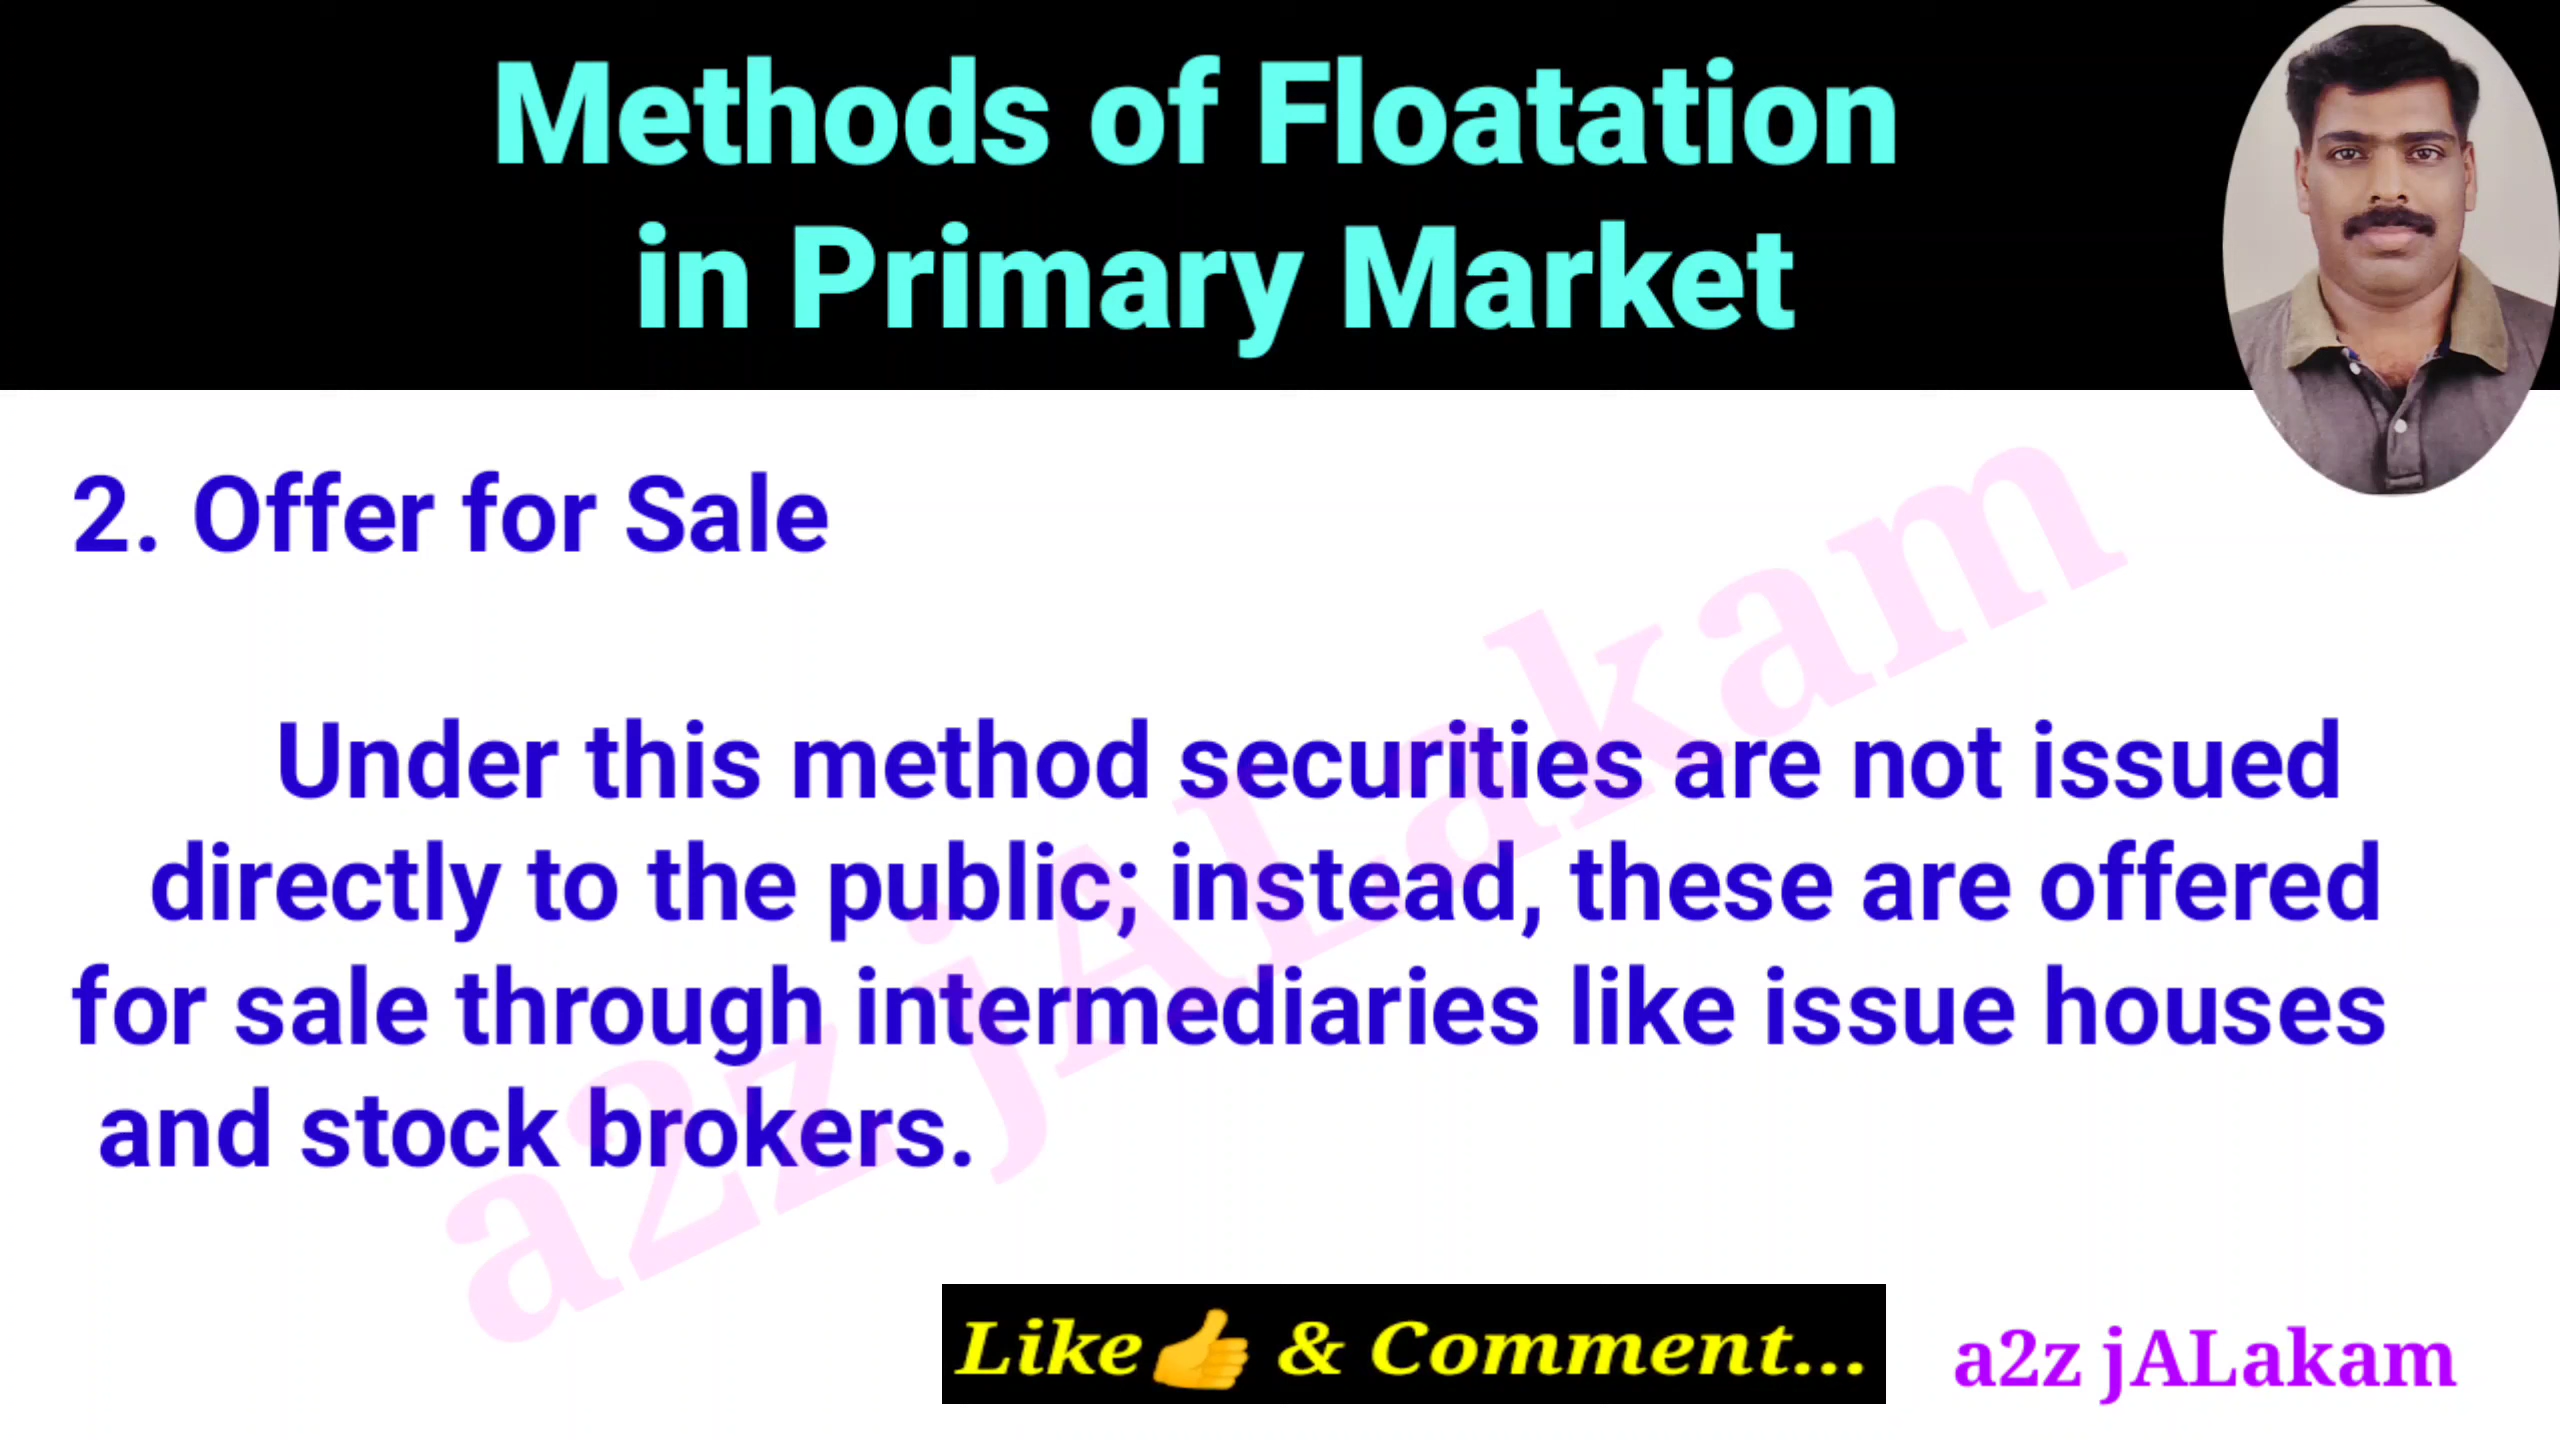 Methods of Floatation
in Primary Market
2. Offer for Sale
Under this method securities are not issued
directly to the public; instead, these are offered
for sale through intermediaries like issue houses
and stock brokers.
a2z jALakam
Like👍 & Comment...
a2z jALakam